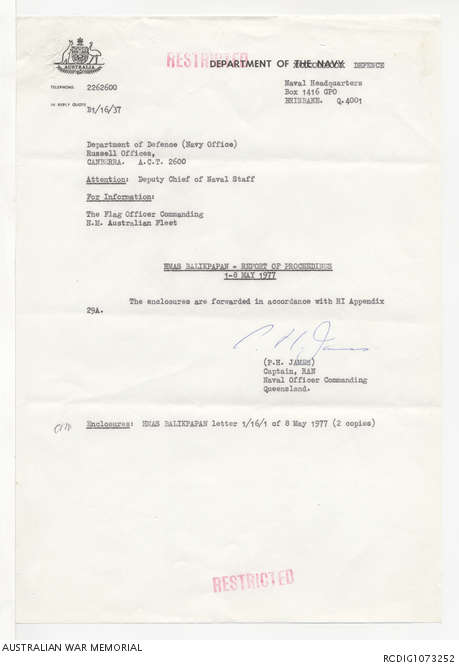 RESTRICTED
AUSTRALIA
DEPARTMENT OF THE NAVY DEFENCE
TELEPHONE 2262600
Naval Headquarters
Box 1416 GPO
BRISBANE. Q.4001
IN REPLY QUOTE B1/16/37
Department of Defence (Navy Office)
Russell Offices,
CANBERRA. A.C.T. 2600
Attention: Deputy Chief of Naval Staff
For Information:
The Flag Officer Commanding
H.M. Australian Fleet
HMAS BALIKPAPAN - REPORT OF PROCEEDINGS
1-8 MAY 1977
The enclosures are forwarded in accordance with HI Appendix
29A.
P. H. James
(P.H. JAMES)
Captain, RAN
Naval Officer Commanding
Queensland.
Enclosures: HMAS BALIKPAPAN letter 1/16/1 of 8 May 1977 (2 copies)
RESTRICTED
AUSTRALIAN WAR MEMORIAL
RCDIG1073252